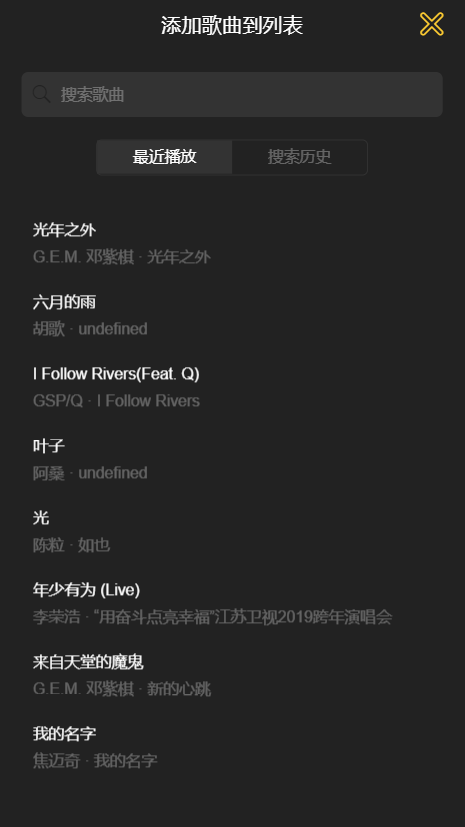 添加歌曲到列表
搜索歌曲
最近播放 搜索历史
光年之外
G.E.M. 邓紫棋 · 光年之外
六月的雨
胡歌 · undefined
I Follow Rivers(Feat. Q)
GSP/Q · I Follow Rivers
叶子
阿桑 · undefined
光
陈粒 · 如也
年少有为 (Live)
李荣浩 · “用奋斗点亮幸福”江苏卫视2019跨年演唱会
来自天堂的魔鬼
G.E.M. 邓紫棋 · 新的心跳
我的名字
焦迈奇 · 我的名字